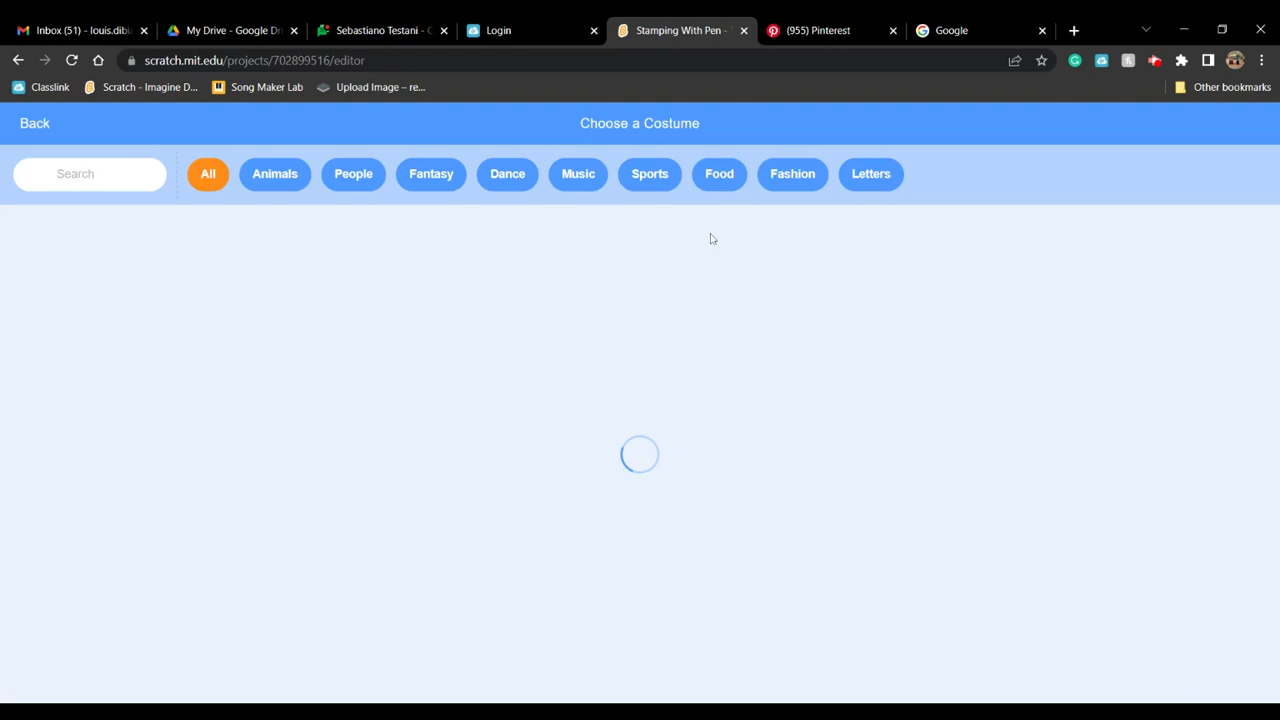 Inbox (51) - louis.dibia
My Drive - Google Dri
Sebastiano Testani - C
Login
Stamping With Pen -
(955) Pinterest
Google
scratch.mit.edu/projects/702899516/editor
Classlink
Scratch - Imagine D...
Song Maker Lab
Upload Image – re...
Other bookmarks
Back
Choose a Costume
Search
All
Animals
People
Fantasy
Dance
Music
Sports
Food
Fashion
Letters